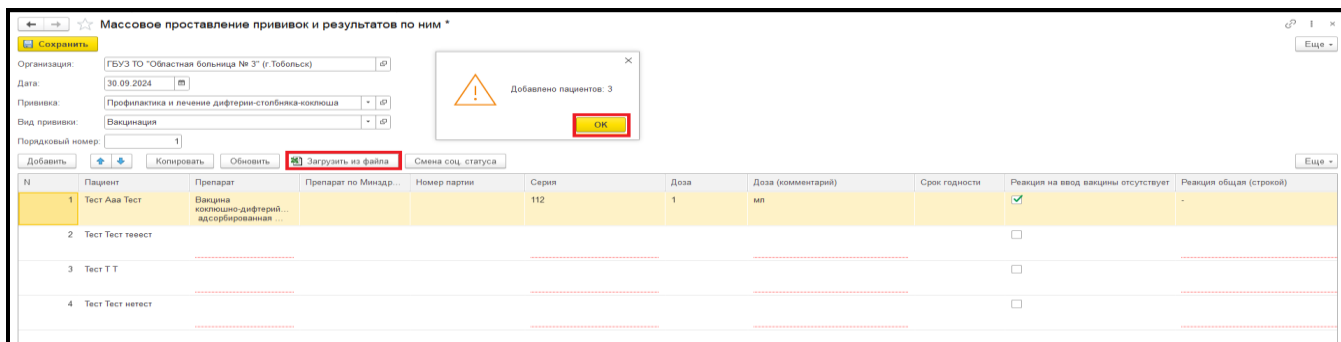 Массовое проставление прививок и результатов по ним *
Сохранить
Еще
Организация: ГБУЗ ТО "Областная больница № 3" (г.Тобольск)
Дата: 30.09.2024
Прививка: Профилактика и лечение дифтерии-столбняка-коклюша
Вид прививки: Вакцинация
Порядковый номер: 1
Добавлено пациентов: 3
OK
Добавить Копировать Обновить Загрузить из файла Смена соц. статуса Еще
N Пациент Препарат Препарат по Минздр... Номер партии Серия Доза Доза (комментарий) Срок годности Реакция на ввод вакцины отсутствует Реакция общая (строкой)
1 Тест Ааа Тест Вакцина 112 1 мл -
коклюшно-дифтерий...
адсорбированная ...
2 Тест Тест тееест
3 Тест Т Т
4 Тест Тест нетест